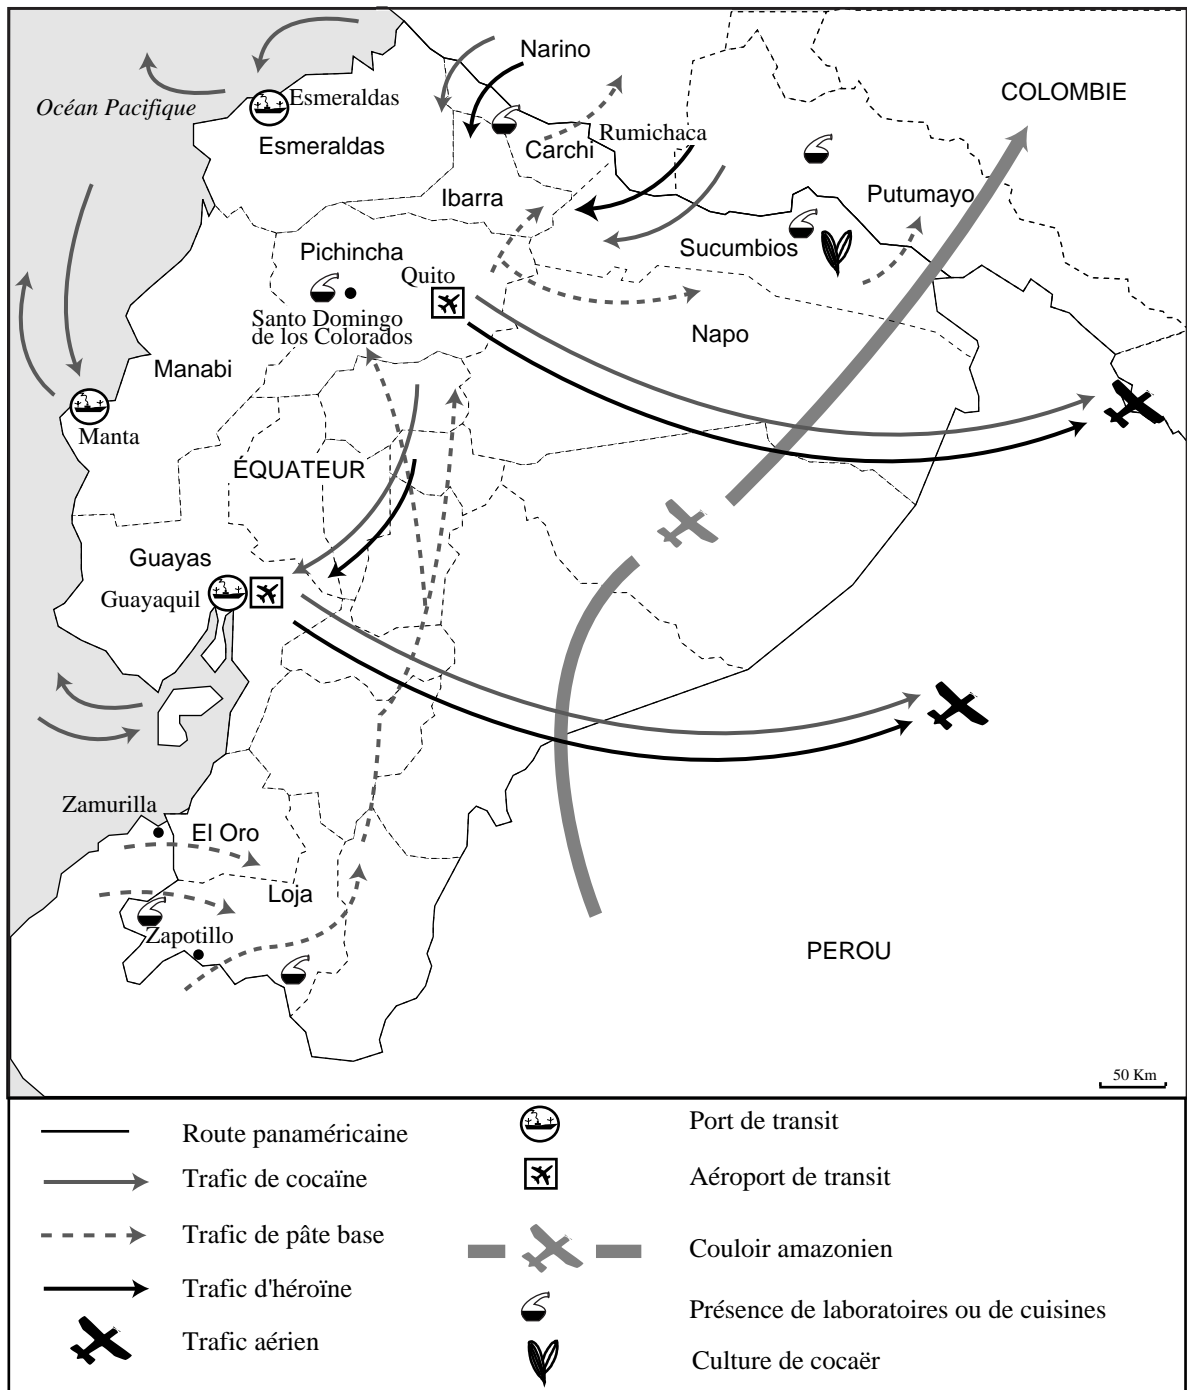 Narino
COLOMBIE
Océan Pacifique
Esmeraldas
Esmeraldas
Rumichaca
Carchi
Ibarra
Putumayo
Sucumbios
Pichincha
Quito
Santo Domingo
de los Colorados
Napo
Manabi
Manta
ÉQUATEUR
Guayas
Guayaquil
Zamurilla
El Oro
Loja
Zapotillo
PEROU
50 Km
Route panaméricaine
Trafic de cocaïne
Trafic de pâte base
Trafic d'héroïne
Trafic aérien
Port de transit
Aéroport de transit
Couloir amazonien
Présence de laboratoires ou de cuisines
Culture de cocaër